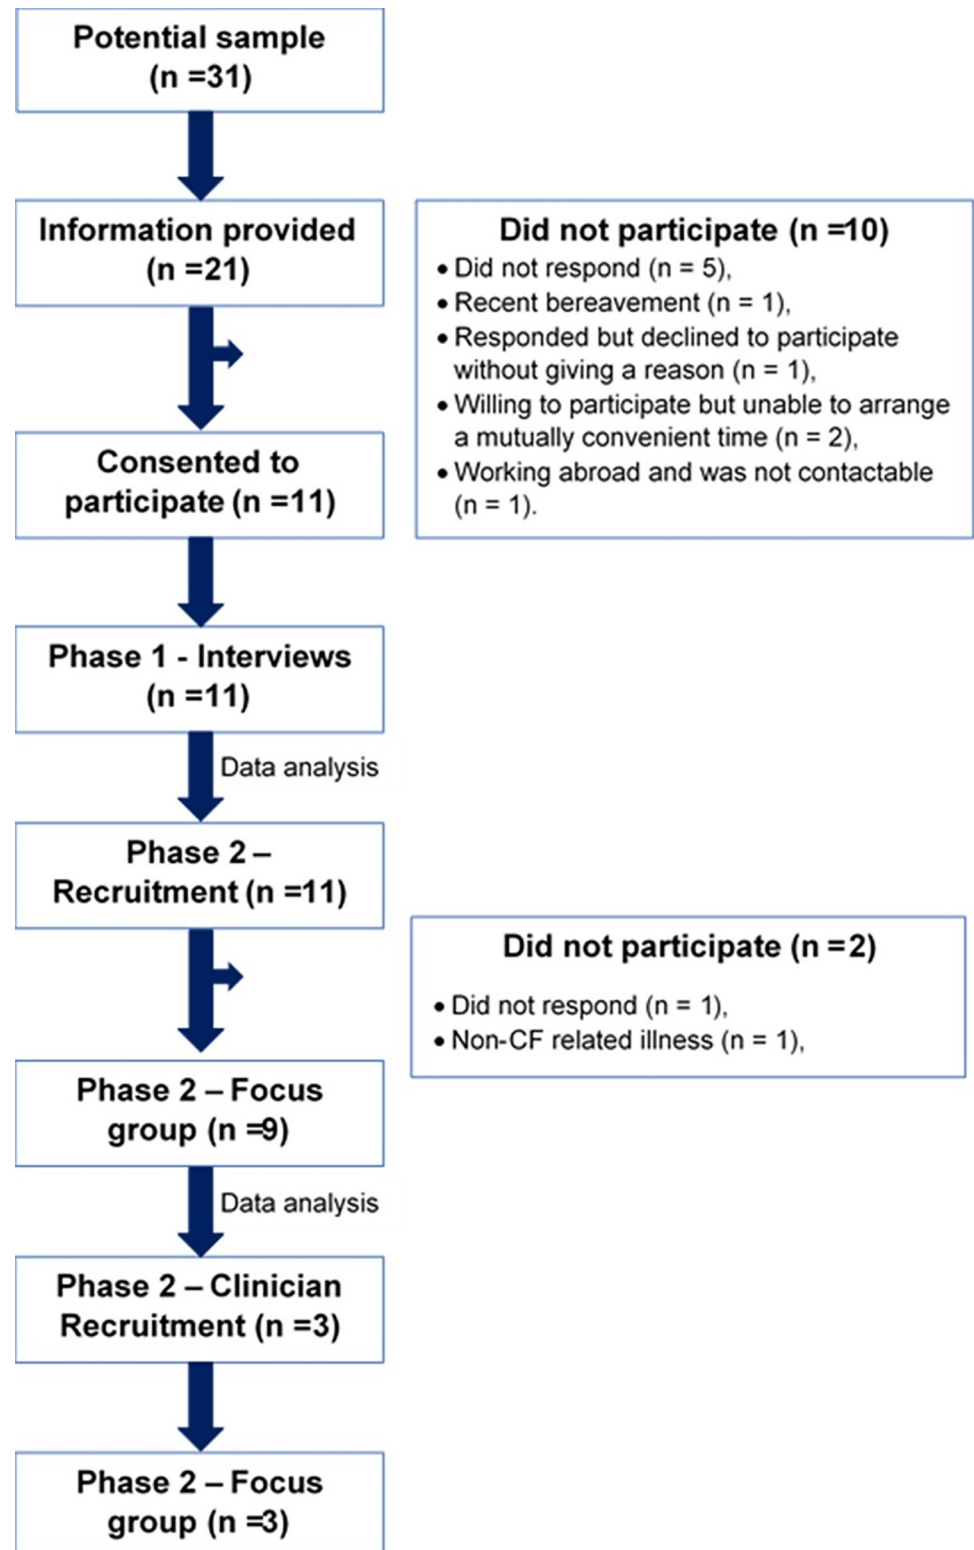 Potential sample
(n =31)
Information provided
(n =21)
Did not participate (n =10)
• Did not respond (n = 5),
• Recent bereavement (n = 1),
• Responded but declined to participate
without giving a reason (n = 1),
• Willing to participate but unable to arrange
a mutually convenient time (n = 2),
• Working abroad and was not contactable
(n = 1).
Consented to
participate (n =11)
Phase 1 - Interviews
(n =11)
Data analysis
Phase 2 –
Recruitment (n =11)
Did not participate (n =2)
• Did not respond (n = 1),
• Non-CF related illness (n = 1),
Phase 2 – Focus
group (n =9)
Data analysis
Phase 2 – Clinician
Recruitment (n =3)
Phase 2 – Focus
group (n =3)